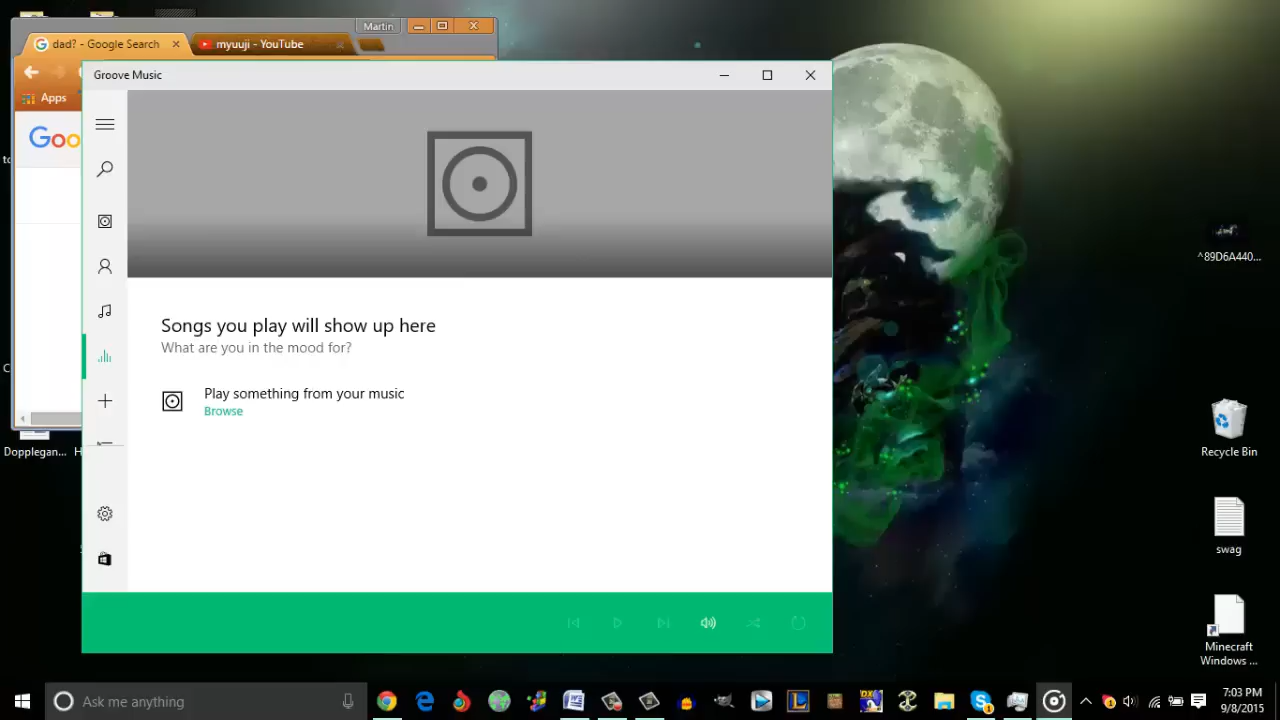 Martin
dad? - Google Search
myuuji - YouTube
Apps
Goo
Groove Music
Songs you play will show up here
What are you in the mood for?
Play something from your music
Browse
Dopplegan...
^89D6A440...
Recycle Bin
swag
Minecraft
Windows ...
Ask me anything
7:03 PM
9/8/2015